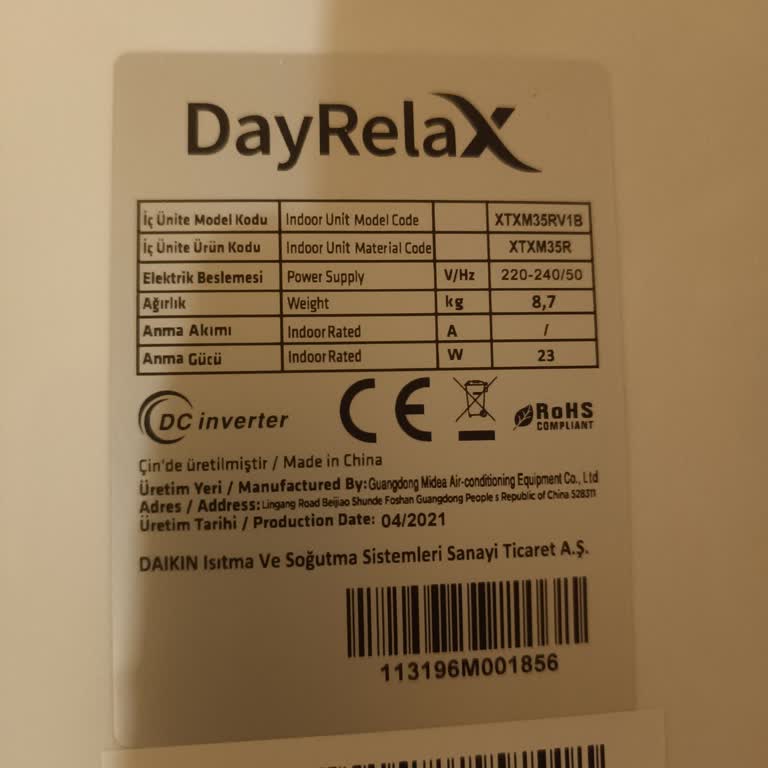 DayRelaX
İç Ünite Model Kodu Indoor Unit Model Code XTXM35RV1B
İç Ünite Ürün Kodu Indoor Unit Material Code XTXM35R
Elektrik Beslemesi Power Supply V/Hz 220-240/50
Ağırlık Weight kg 8,7
Anma Akımı Indoor Rated A /
Anma Gücü Indoor Rated W 23
DC inverter CE RoHS
COMPLIANT
Çin'de üretilmiştir / Made in China
Üretim Yeri / Manufactured By: Guangdong Midea Air-conditioning Equipment Co., Ltd
Adres / Address: Lingang Road Beijiao Shunde Foshan Guangdong People s Republic of China 528311
Üretim Tarihi / Production Date: 04/2021
DAIKIN Isıtma Ve Soğutma Sistemleri Sanayi Ticaret A.Ş.
113196M001856